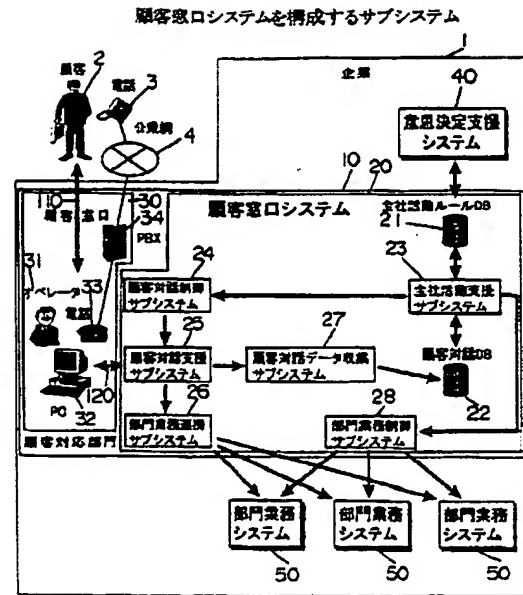 顧客窓口システムを構成するサブシステム
1
企業
2
顧客
3
電話
4
公衆網
40
意思決定支援
システム
10
20
110
30
34
顧客窓口
PBX
顧客窓口システム
全社活動ルールDB
21
31
オペレータ
33
電話
24
顧客対話制御
サブシステム
23
全社活動支援
サブシステム
25
顧客対話支援
サブシステム
27
顧客対話データ収集
サブシステム
顧客対話DB
22
120
PC
32
26
部門業務連携
サブシステム
28
部門業務制御
サブシステム
顧客対応部門
部門業務
システム
50
部門業務
システム
50
部門業務
システム
50